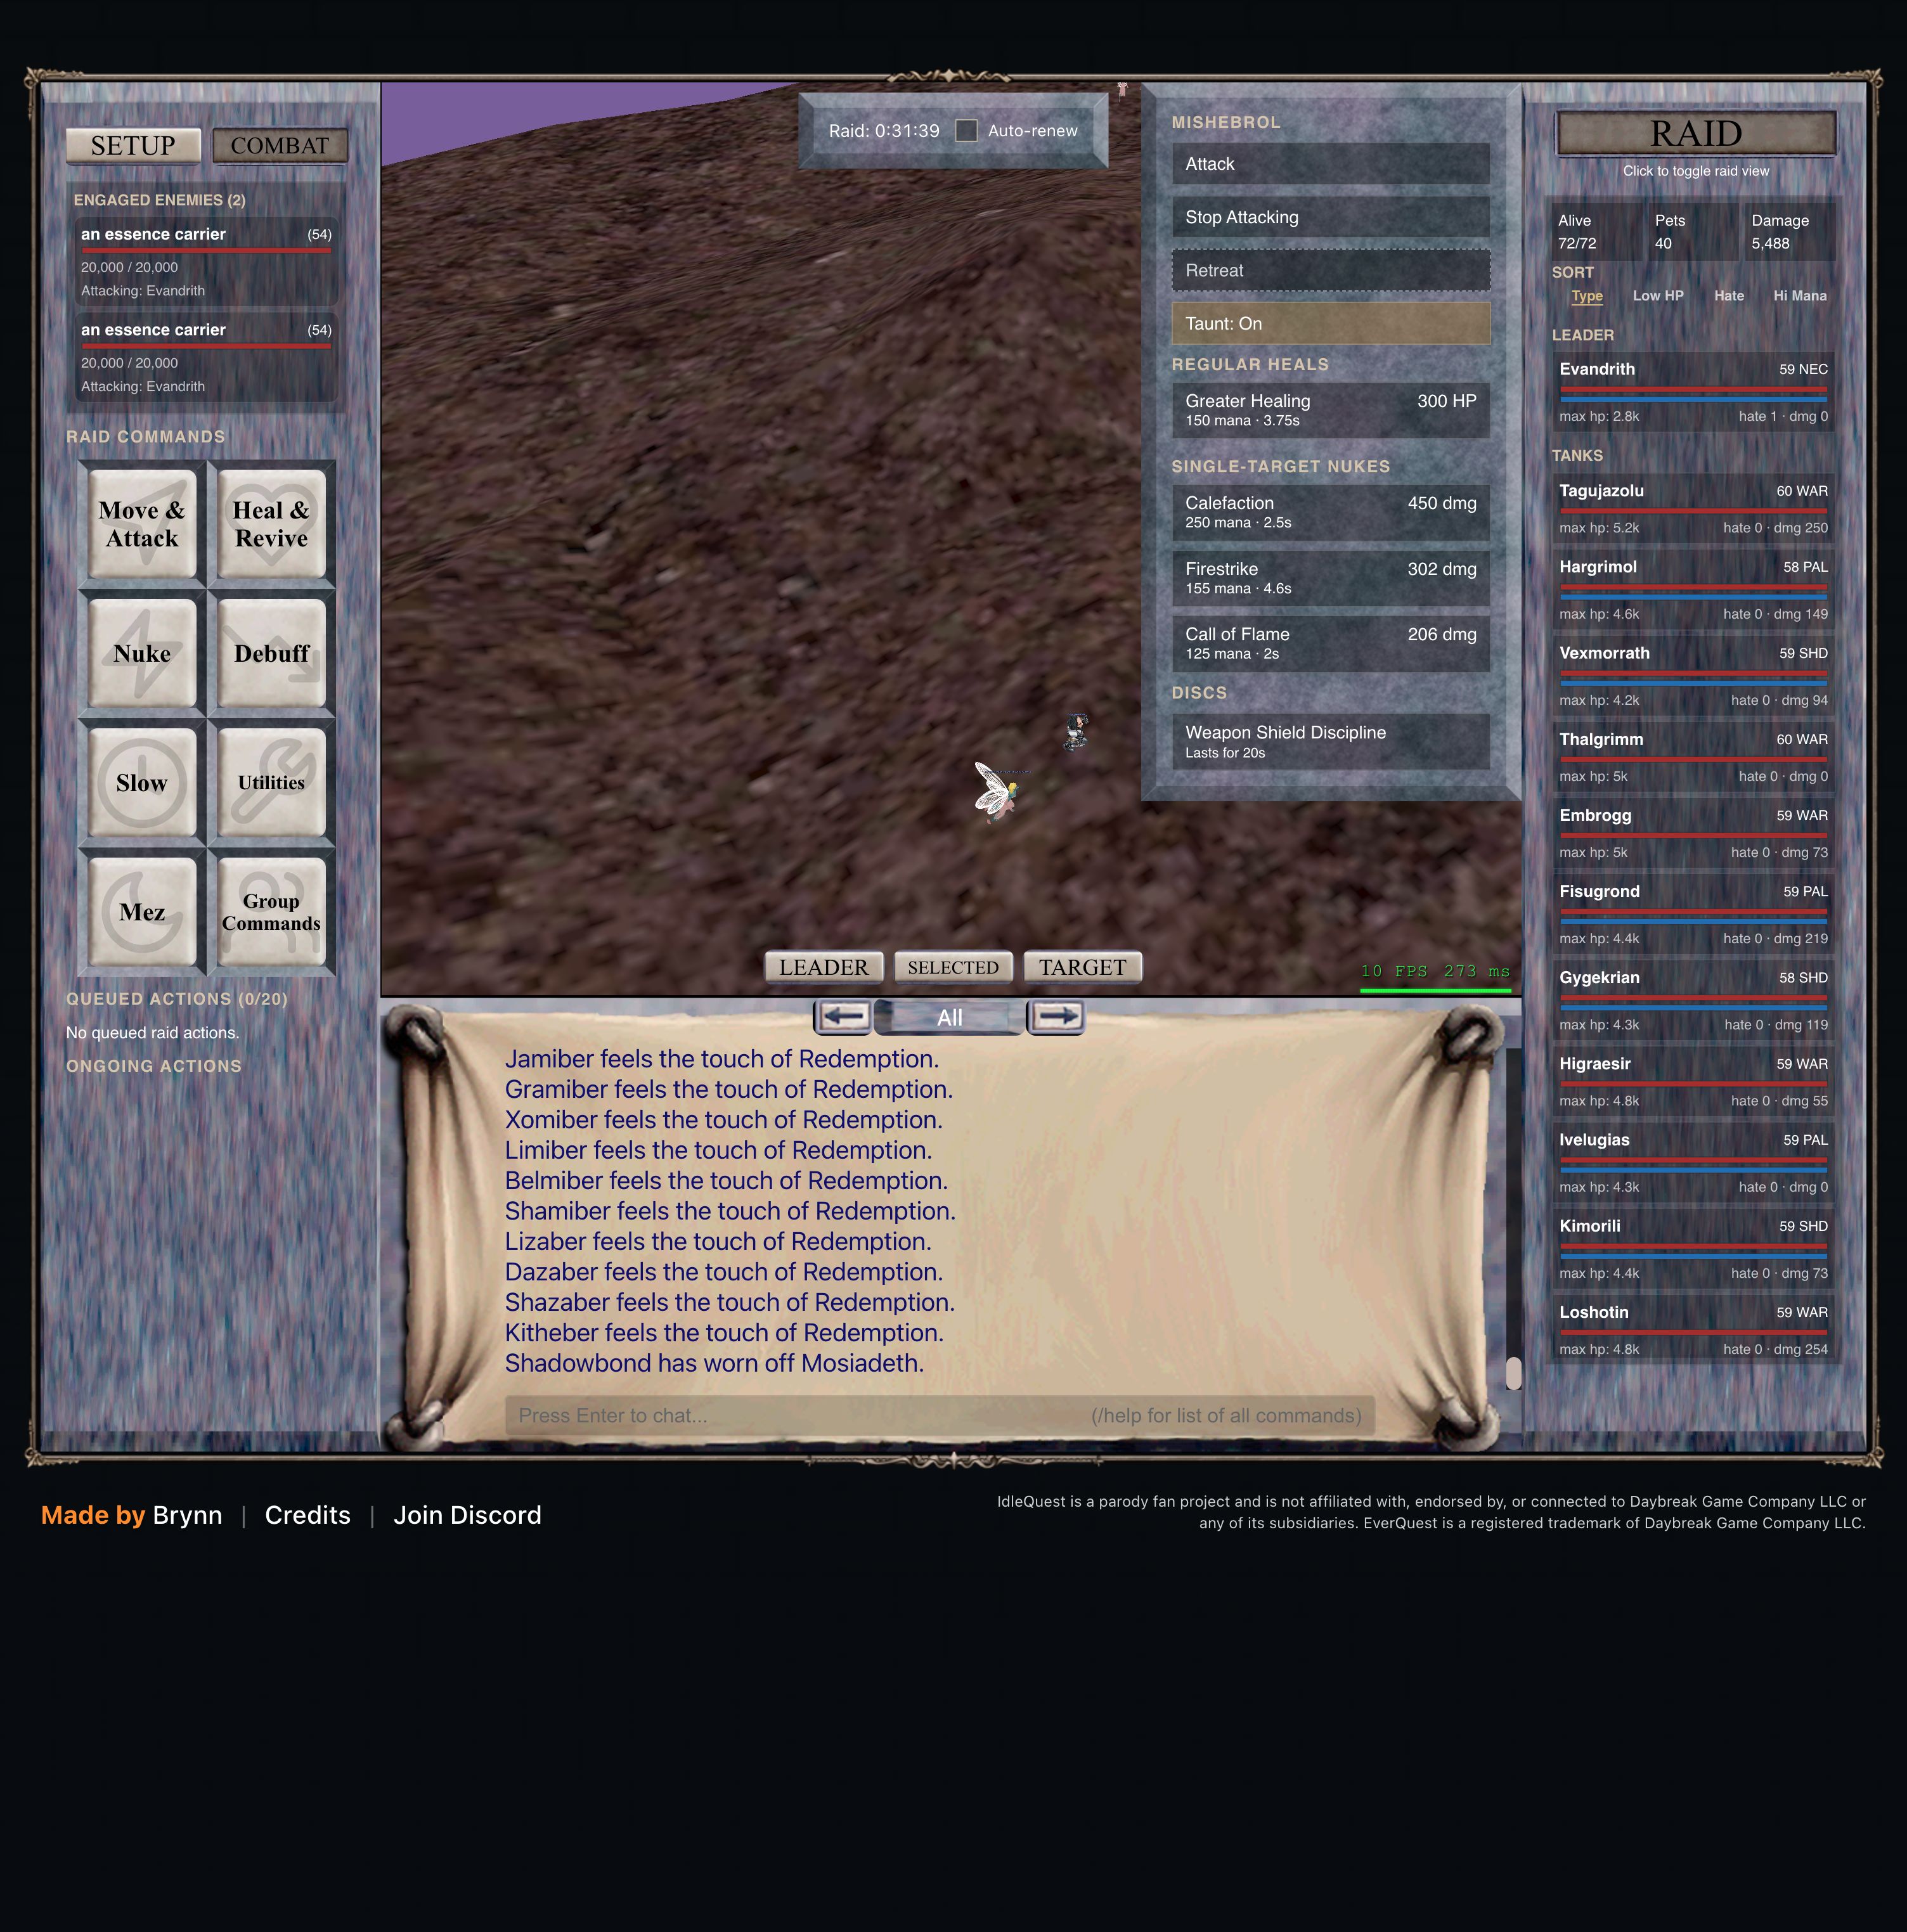 SETUP
COMBAT
ENGAGED ENEMIES (2)
an essence carrier (54)
20,000 / 20,000
Attacking: Evandrith
an essence carrier (54)
20,000 / 20,000
Attacking: Evandrith
RAID COMMANDS
Move &
Attack
Heal &
Revive
Nuke
Debuff
Slow
Utilities
Mez
Group
Commands
QUEUED ACTIONS (0/20)
No queued raid actions.
ONGOING ACTIONS
Raid: 0:31:39 Auto-renew
MISHEBROL
Attack
Stop Attacking
Retreat
Taunt: On
REGULAR HEALS
Greater Healing 300 HP
150 mana · 3.75s
SINGLE-TARGET NUKES
Calefaction 450 dmg
250 mana · 2.5s
Firestrike 302 dmg
155 mana · 4.6s
Call of Flame 206 dmg
125 mana · 2s
DISCS
Weapon Shield Discipline
Lasts for 20s
LEADER
SELECTED
TARGET
10 FPS 273 ms
All
Jamiber feels the touch of Redemption.
Gramiber feels the touch of Redemption.
Xomiber feels the touch of Redemption.
Limiber feels the touch of Redemption.
Belmiber feels the touch of Redemption.
Shamiber feels the touch of Redemption.
Lizaber feels the touch of Redemption.
Dazaber feels the touch of Redemption.
Shazaber feels the touch of Redemption.
Kitheber feels the touch of Redemption.
Shadowbond has worn off Mosiadeth.
Press Enter to chat... (/help for list of all commands)
RAID
Click to toggle raid view
Alive Pets Damage
72/72 40 5,488
SORT
Type Low HP Hate Hi Mana
LEADER
Evandrith 59 NEC
max hp: 2.8k hate 1 · dmg 0
TANKS
Tagujazolu 60 WAR
max hp: 5.2k hate 0 · dmg 250
Hargrimol 58 PAL
max hp: 4.6k hate 0 · dmg 149
Vexmorrath 59 SHD
max hp: 4.2k hate 0 · dmg 94
Thalgrimm 60 WAR
max hp: 5k hate 0 · dmg 0
Embrogg 59 WAR
max hp: 5k hate 0 · dmg 73
Fisugrond 59 PAL
max hp: 4.4k hate 0 · dmg 219
Gygekrian 58 SHD
max hp: 4.3k hate 0 · dmg 119
Higraesir 59 WAR
max hp: 4.8k hate 0 · dmg 55
Ivelugias 59 PAL
max hp: 4.3k hate 0 · dmg 0
Kimorili 59 SHD
max hp: 4.4k hate 0 · dmg 73
Loshotin 59 WAR
max hp: 4.8k hate 0 · dmg 254
Made by Brynn | Credits | Join Discord
IdleQuest is a parody fan project and is not affiliated with, endorsed by, or connected to Daybreak Game Company LLC or
any of its subsidiaries. EverQuest is a registered trademark of Daybreak Game Company LLC.